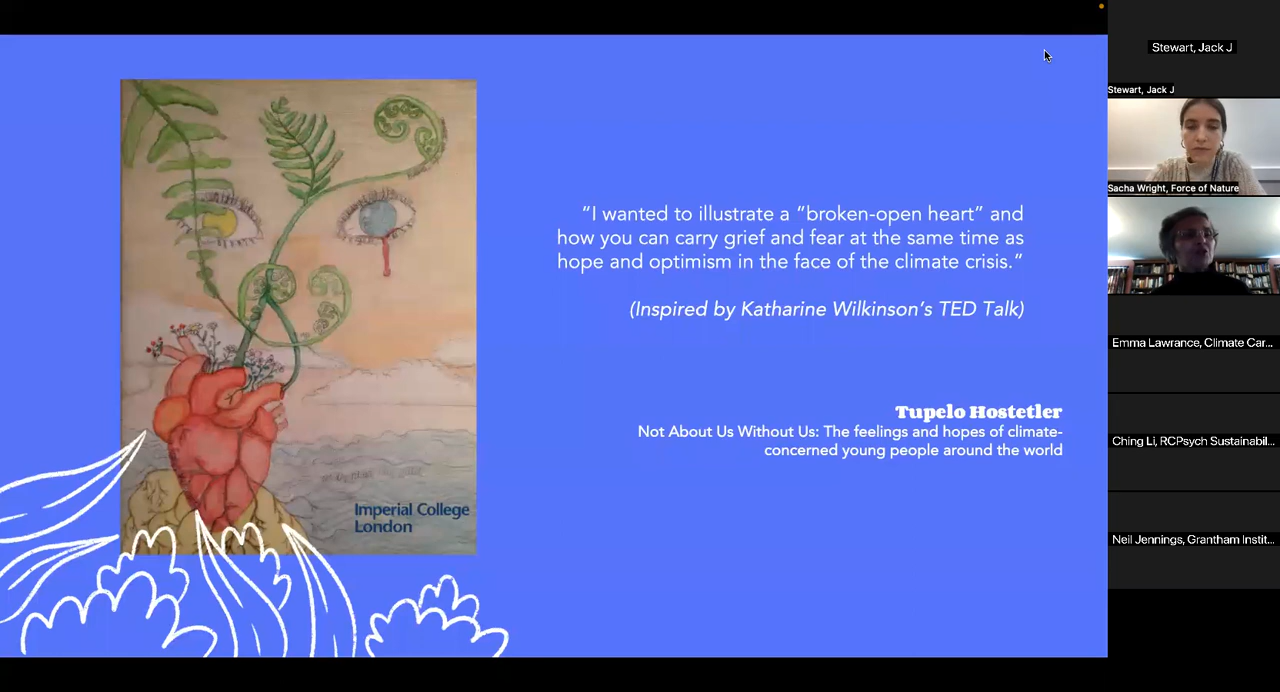 “I wanted to illustrate a “broken-open heart” and
how you can carry grief and fear at the same time as
hope and optimism in the face of the climate crisis.”
(Inspired by Katharine Wilkinson’s TED Talk)
Tupelo Hostetler
Not About Us Without Us: The feelings and hopes of climate-
concerned young people around the world
Imperial College
London
Stewart, Jack J
Stewart, Jack J
Sacha Wright, Force of Nature
Emma Lawrance, Climate Car...
Ching Li, RCPsych Sustainabil...
Neil Jennings, Grantham Instit...